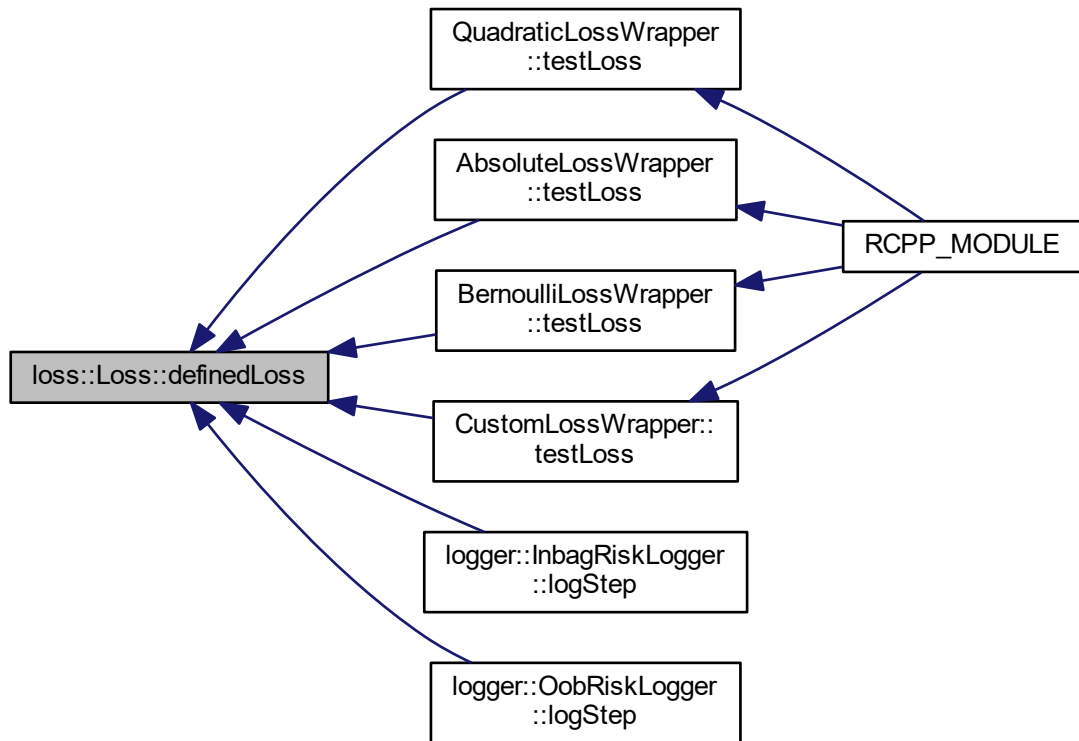 QuadraticLossWrapper
::testLoss
AbsoluteLossWrapper
::testLoss
RCPP_MODULE
BernoulliLossWrapper
::testLoss
loss::Loss::definedLoss
CustomLossWrapper::
testLoss
logger::InbagRiskLogger
::logStep
logger::OobRiskLogger
::logStep